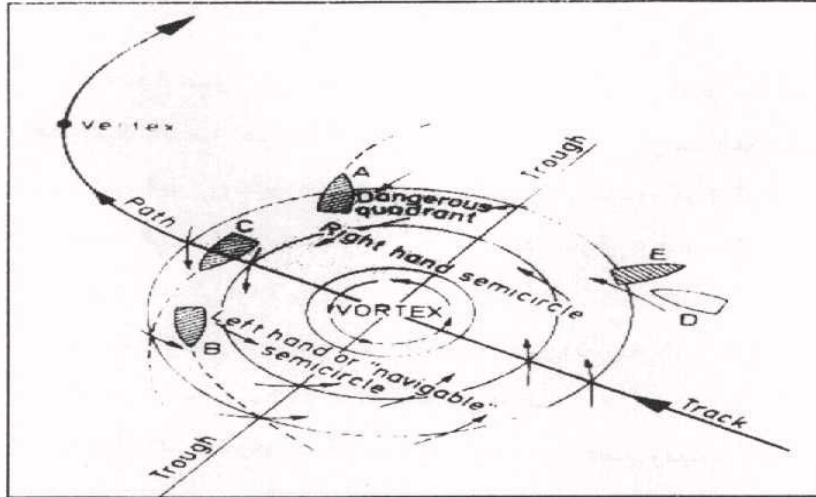 vertex
Trough
A
Dangerous
quadrant
Path
C
Right hand semicircle
E
VORTEX
D
B
Left hand or "navigable"
semicircle
Track
Trough